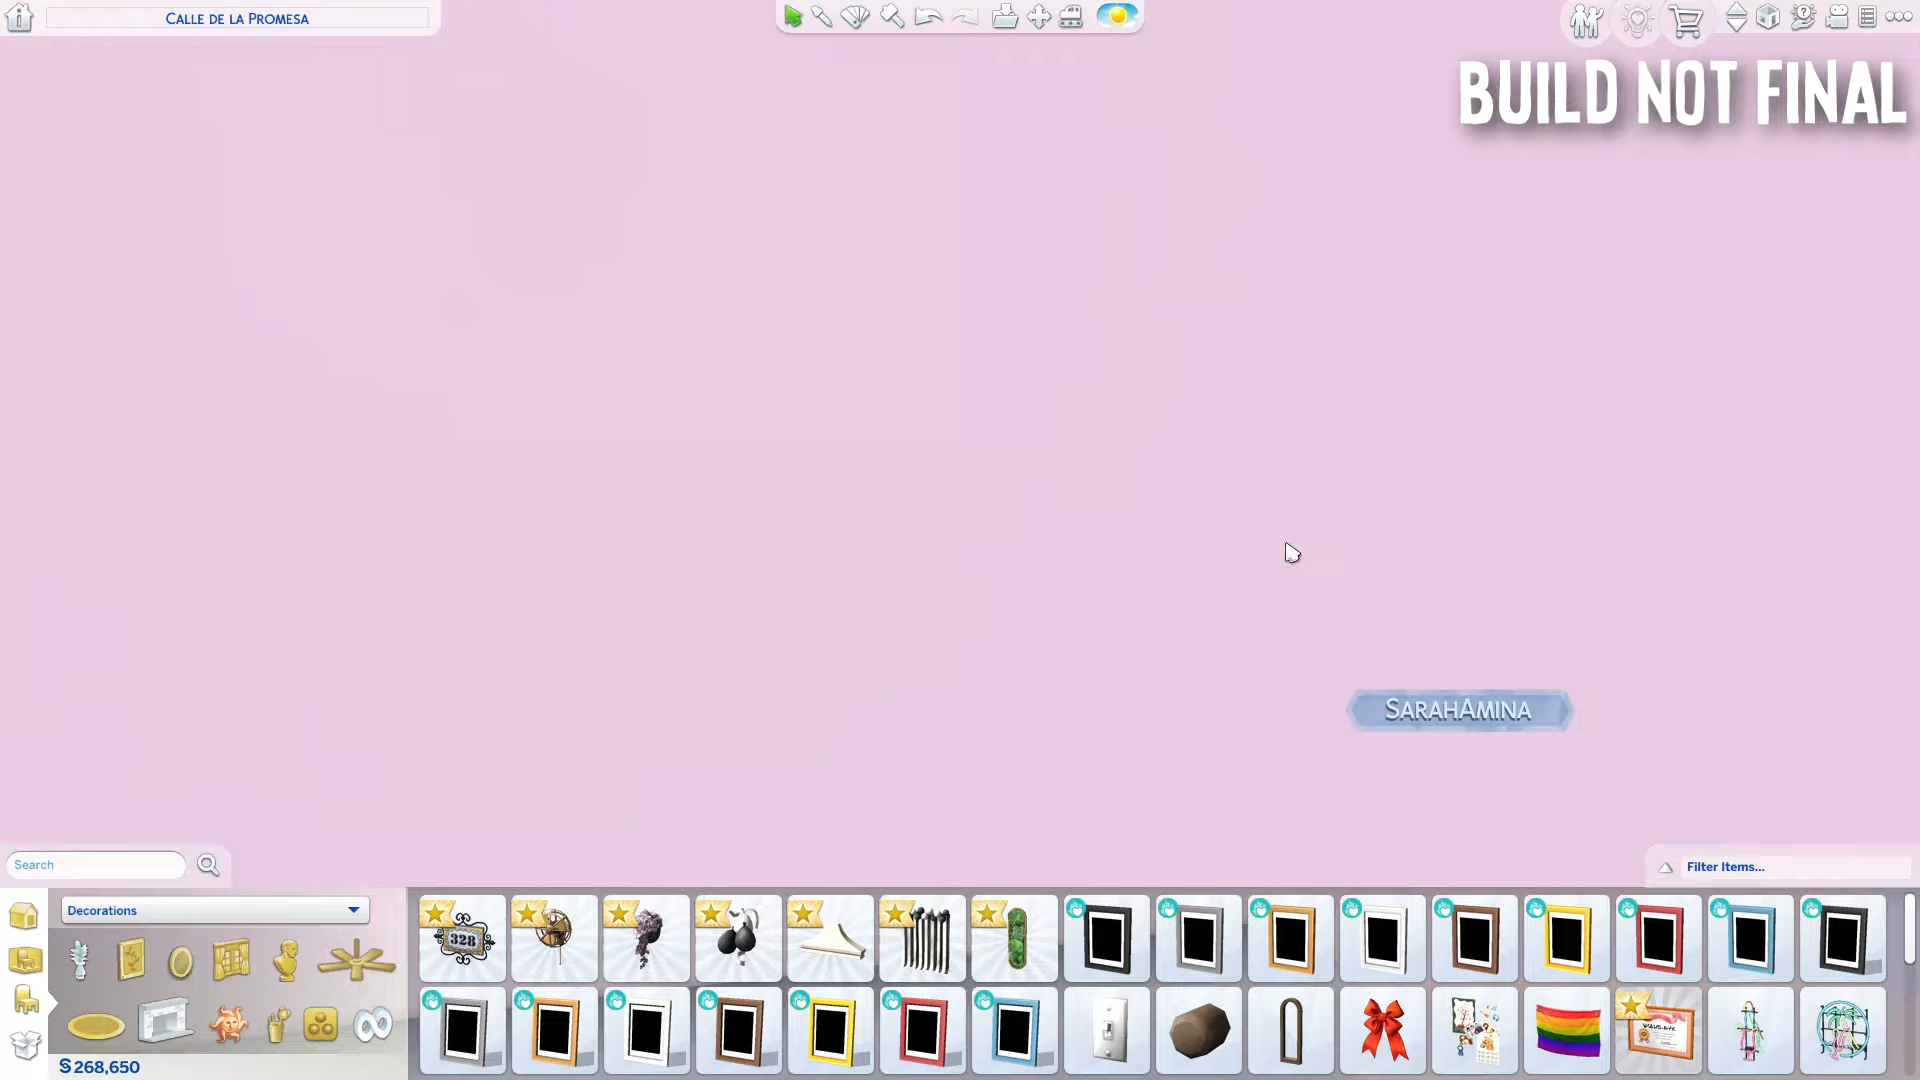 CALLE DE LA PROMESA
BUILD NOT FINAL
SARAHAMINA
Search
Filter Items...
Decorations
328
§268,650